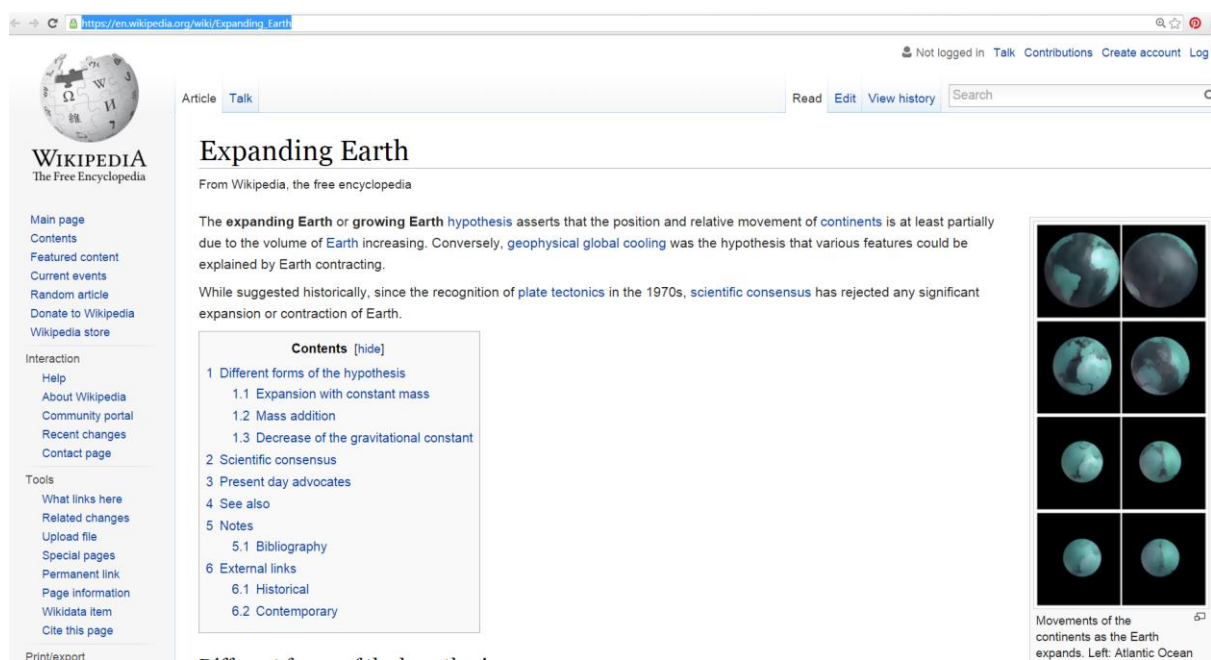 https://en.wikipedia.org/wiki/Expanding_Earth
Not logged in Talk Contributions Create account Log
Article Talk
Read Edit View history Search
WIKIPEDIA
The Free Encyclopedia
Main page
Contents
Featured content
Current events
Random article
Donate to Wikipedia
Wikipedia store
Interaction
Help
About Wikipedia
Community portal
Recent changes
Contact page
Tools
What links here
Related changes
Upload file
Special pages
Permanent link
Page information
Wikidata item
Cite this page
Print/export
Expanding Earth
From Wikipedia, the free encyclopedia
The expanding Earth or growing Earth hypothesis asserts that the position and relative movement of continents is at least partially
due to the volume of Earth increasing. Conversely, geophysical global cooling was the hypothesis that various features could be
explained by Earth contracting.
While suggested historically, since the recognition of plate tectonics in the 1970s, scientific consensus has rejected any significant
expansion or contraction of Earth.
Contents [hide]
1 Different forms of the hypothesis
1.1 Expansion with constant mass
1.2 Mass addition
1.3 Decrease of the gravitational constant
2 Scientific consensus
3 Present day advocates
4 See also
5 Notes
5.1 Bibliography
6 External links
6.1 Historical
6.2 Contemporary
Movements of the
continents as the Earth
expands. Left: Atlantic Ocean